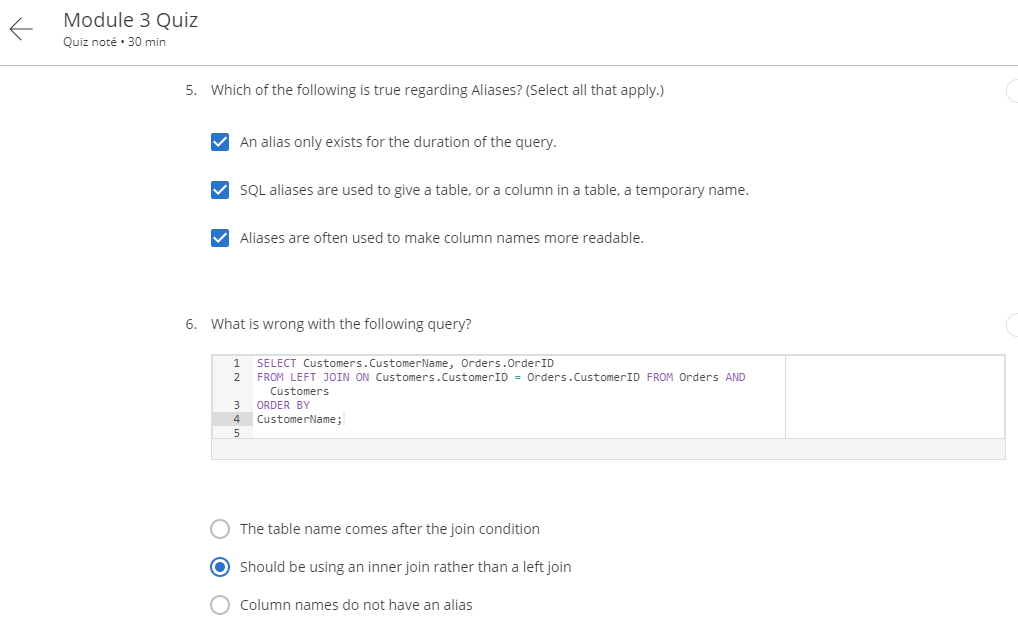 Module 3 Quiz
Quiz noté • 30 min
5. Which of the following is true regarding Aliases? (Select all that apply.)
An alias only exists for the duration of the query.
SQL aliases are used to give a table, or a column in a table, a temporary name.
Aliases are often used to make column names more readable.
6. What is wrong with the following query?
1 SELECT Customers.CustomerName, Orders.OrderID
2 FROM LEFT JOIN ON Customers.CustomerID = Orders.CustomerID FROM Orders AND
Customers
3 ORDER BY
4 CustomerName;
5
The table name comes after the join condition
Should be using an inner join rather than a left join
Column names do not have an alias